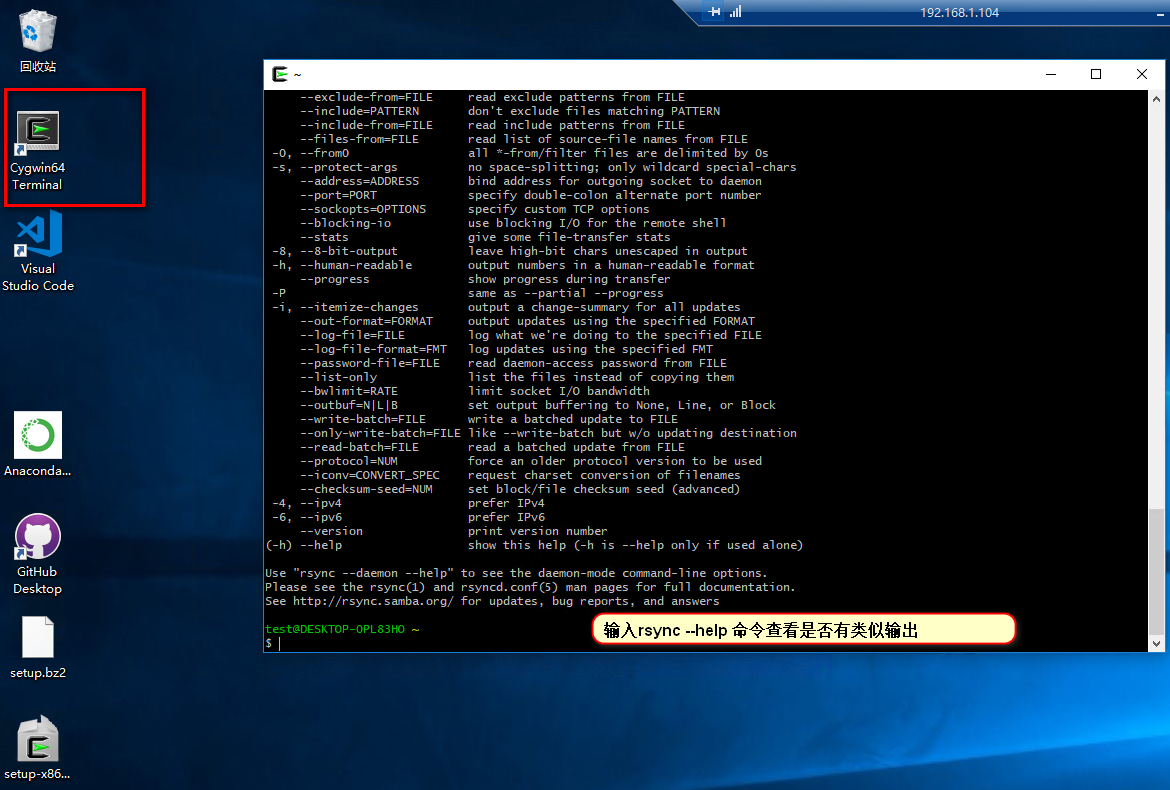 192.168.1.104
回收站
Cygwin64
Terminal
Visual
Studio Code
Anaconda...
GitHub
Desktop
setup.bz2
setup-x86...
~
--exclude-from=FILE read exclude patterns from FILE
--include=PATTERN don't exclude files matching PATTERN
--include-from=FILE read include patterns from FILE
--files-from=FILE read list of source-file names from FILE
-0, --from0 all *-from/filter files are delimited by 0s
-s, --protect-args no space-splitting; only wildcard special-chars
--address=ADDRESS bind address for outgoing socket to daemon
--port=PORT specify double-colon alternate port number
--sockopts=OPTIONS specify custom TCP options
--blocking-io use blocking I/O for the remote shell
--stats give some file-transfer stats
-8, --8-bit-output leave high-bit chars unescaped in output
-h, --human-readable output numbers in a human-readable format
--progress show progress during transfer
-P same as --partial --progress
-i, --itemize-changes output a change-summary for all updates
--out-format=FORMAT output updates using the specified FORMAT
--log-file=FILE log what we're doing to the specified FILE
--log-file-format=FMT log updates using the specified FMT
--password-file=FILE read daemon-access password from FILE
--list-only list the files instead of copying them
--bwlimit=RATE limit socket I/O bandwidth
--outbuf=N|L|B set output buffering to None, Line, or Block
--write-batch=FILE write a batched update to FILE
--only-write-batch=FILE like --write-batch but w/o updating destination
--read-batch=FILE read a batched update from FILE
--protocol=NUM force an older protocol version to be used
--iconv=CONVERT_SPEC request charset conversion of filenames
--checksum-seed=NUM set block/file checksum seed (advanced)
-4, --ipv4 prefer IPv4
-6, --ipv6 prefer IPv6
--version print version number
(-h) --help show this help (-h is --help only if used alone)
Use "rsync --daemon --help" to see the daemon-mode command-line options.
Please see the rsync(1) and rsyncd.conf(5) man pages for full documentation.
See http://rsync.samba.org/ for updates, bug reports, and answers
test@DESKTOP-OPL83HO ~
$
输入rsync --help 命令查看是否有类似输出